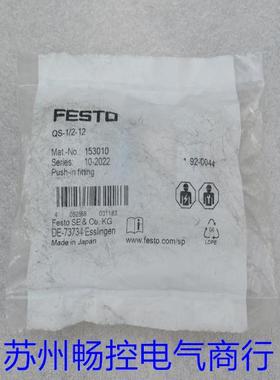 FESTO
QS-1/2-12
Mat.-No.: 153010
Series: 10-2022
Push-in fitting
Festo SE & Co. KG
DE-73734 Esslingen
Made in Japan
www.festo.com/sp
LDPE
苏州畅控电气商行